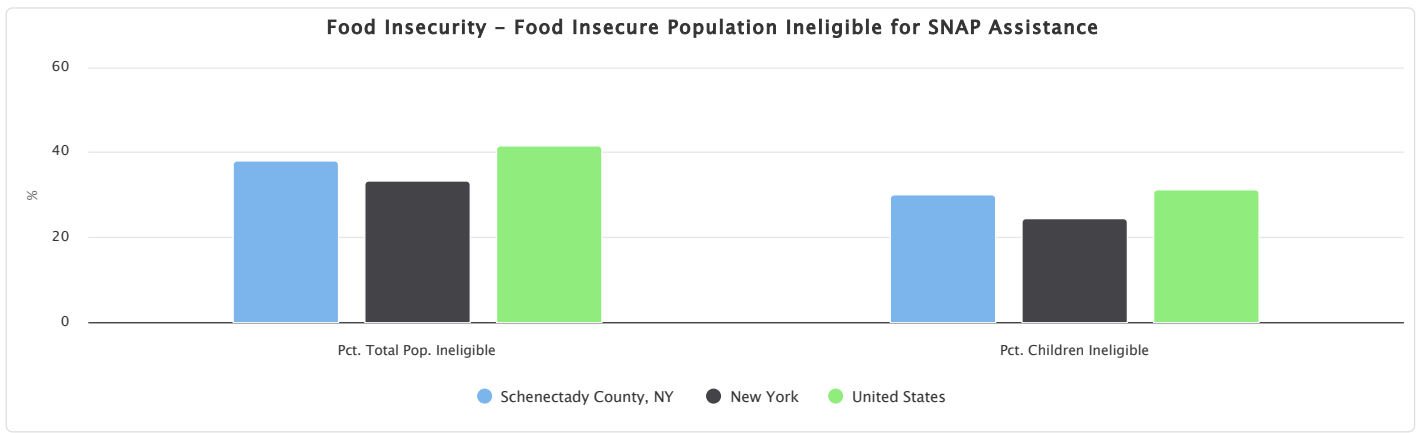 Food Insecurity – Food Insecure Population Ineligible for SNAP Assistance
60
40
20
0
%
Pct. Total Pop. Ineligible
Pct. Children Ineligible
Schenectady County, NY
New York
United States